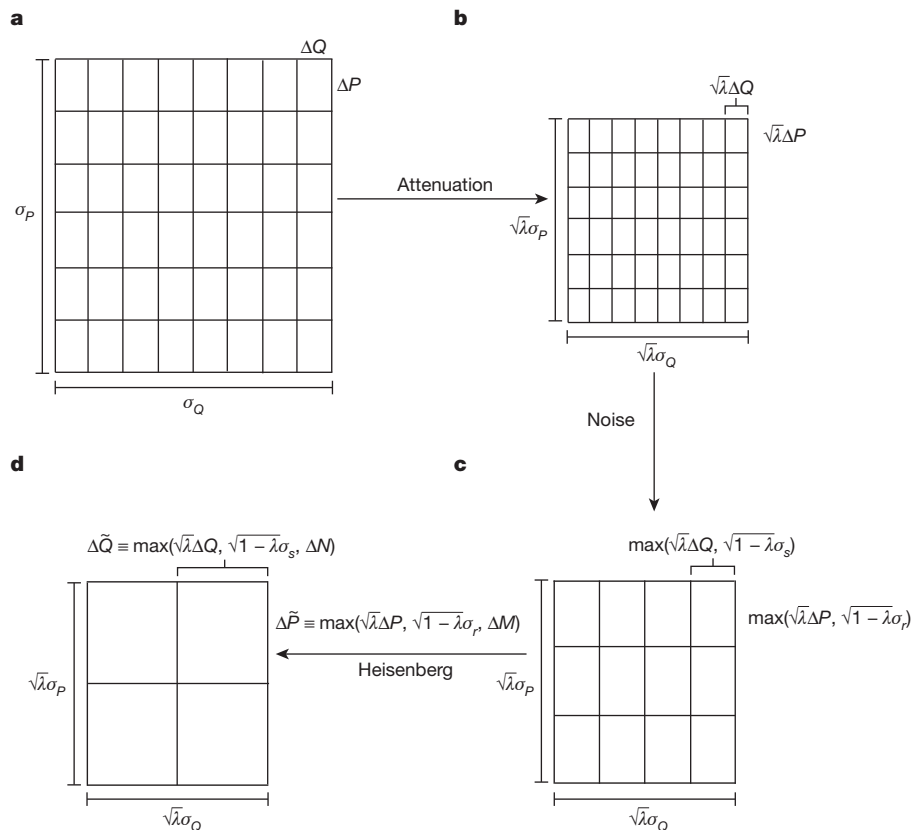 a
ΔQ
ΔP
σ_P
σ_Q
Attenuation
b
√λΔQ
√λΔP
√λσ_P
√λσ_Q
Noise
c
max(√λΔQ, √1 − λσ_s)
max(√λΔP, √1 − λσ_r)
√λσ_P
√λσ_Q
Heisenberg
d
ΔQ̃ ≡ max(√λΔQ, √1 − λσ_s, ΔN)
ΔP̃ ≡ max(√λΔP, √1 − λσ_r, ΔM)
√λσ_P
√λσ_Q